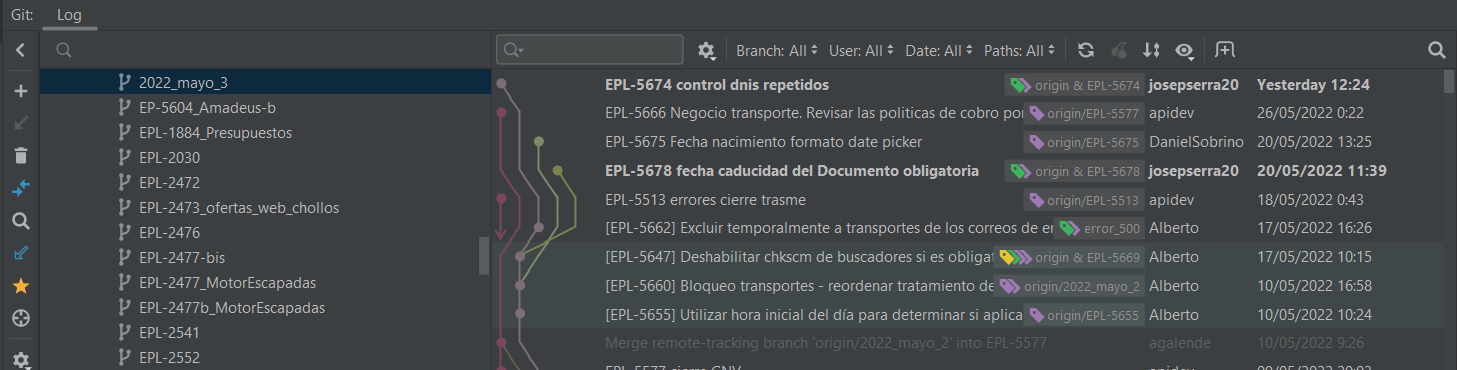 Git: Log
Branch: All User: All Date: All Paths: All
2022_mayo_3
EP-5604_Amadeus-b
EPL-1884_Presupuestos
EPL-2030
EPL-2472
EPL-2473_ofertas_web_chollos
EPL-2476
EPL-2477-bis
EPL-2477_MotorEscapadas
EPL-2477b_MotorEscapadas
EPL-2541
EPL-2552
EPL-5674 control dnis repetidos origin & EPL-5674 josepserra20 Yesterday 12:24
EPL-5666 Negocio transporte. Revisar las politicas de cobro por origin/EPL-5577 apidev 26/05/2022 0:22
EPL-5675 Fecha nacimiento formato date picker origin/EPL-5675 DanielSobrino 20/05/2022 13:25
EPL-5678 fecha caducidad del Documento obligatoria origin & EPL-5678 josepserra20 20/05/2022 11:39
EPL-5513 errores cierre trasme origin/EPL-5513 apidev 18/05/2022 0:43
[EPL-5662] Excluir temporalmente a transportes de los correos de er error_500 Alberto 17/05/2022 16:26
[EPL-5647] Deshabilitar chkscm de buscadores si es obligat origin & EPL-5669 Alberto 17/05/2022 10:15
[EPL-5660] Bloqueo transportes - reordenar tratamiento de origin/2022_mayo_2 Alberto 10/05/2022 16:58
[EPL-5655] Utilizar hora inicial del día para determinar si aplica origin/EPL-5655 Alberto 10/05/2022 10:24
Merge remote-tracking branch 'origin/2022_mayo_2' into EPL-5577 agalende 10/05/2022 9:26